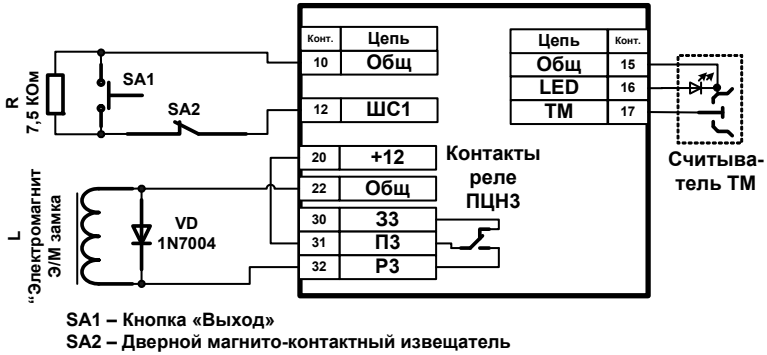 Конт. Цепь
10 Общ
12 ШС1
20 +12
22 Общ
30 З3
31 П3
32 Р3
Цепь Конт.
Общ 15
LED 16
ТМ 17
R
7,5 КОм
SA1
SA2
L
"Электромагнит
Э/М замка
VD
1N7004
Контакты
реле
ПЦН3
Считыва-
тель ТМ
SA1 – Кнопка «Выход»
SA2 – Дверной магнито-контактный извещатель